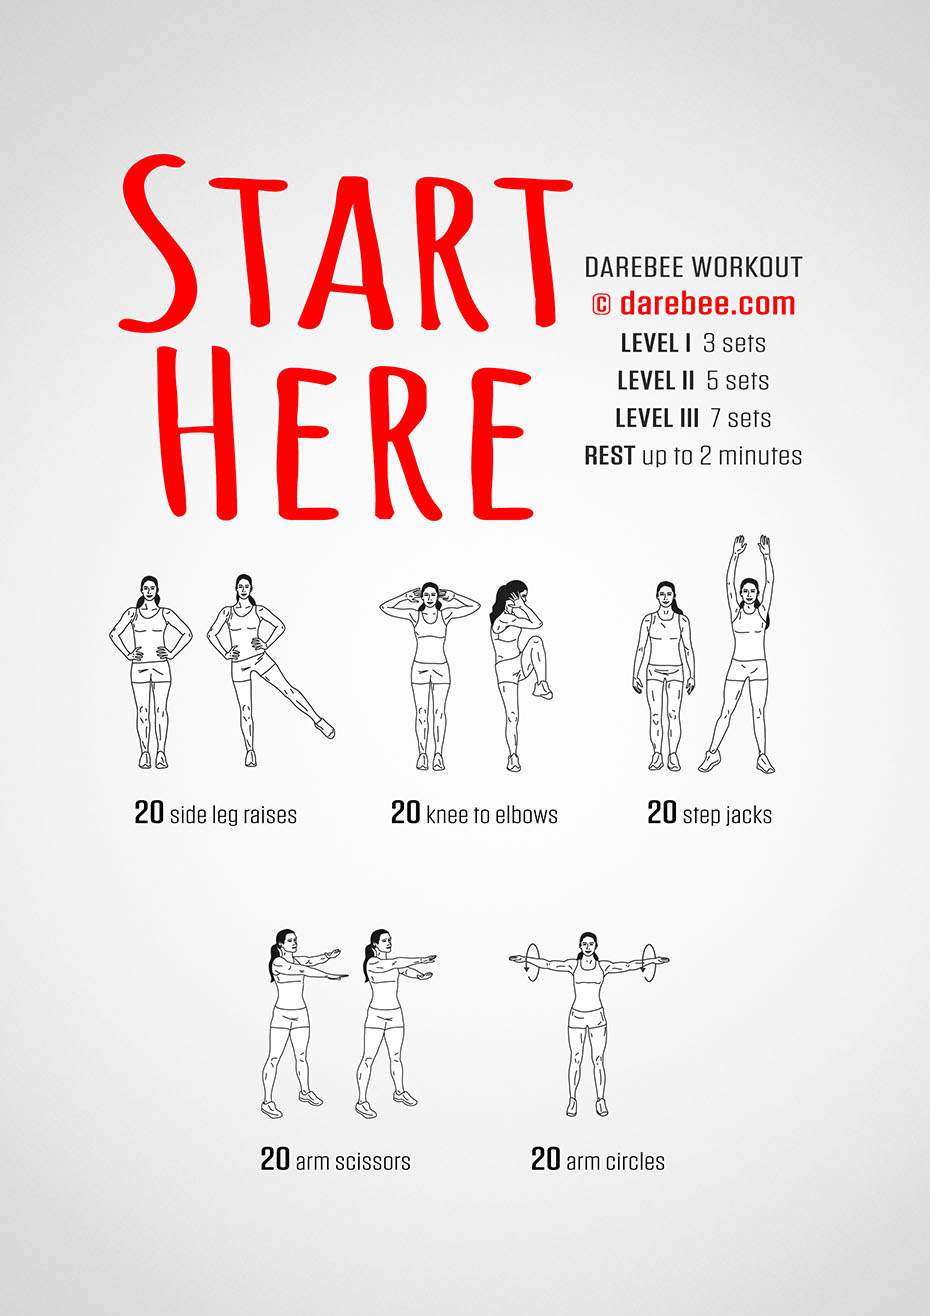 START
HERE
DAREBEE WORKOUT
© darebee.com
LEVEL I 3 sets
LEVEL II 5 sets
LEVEL III 7 sets
REST up to 2 minutes
20 side leg raises
20 knee to elbows
20 step jacks
20 arm scissors
20 arm circles